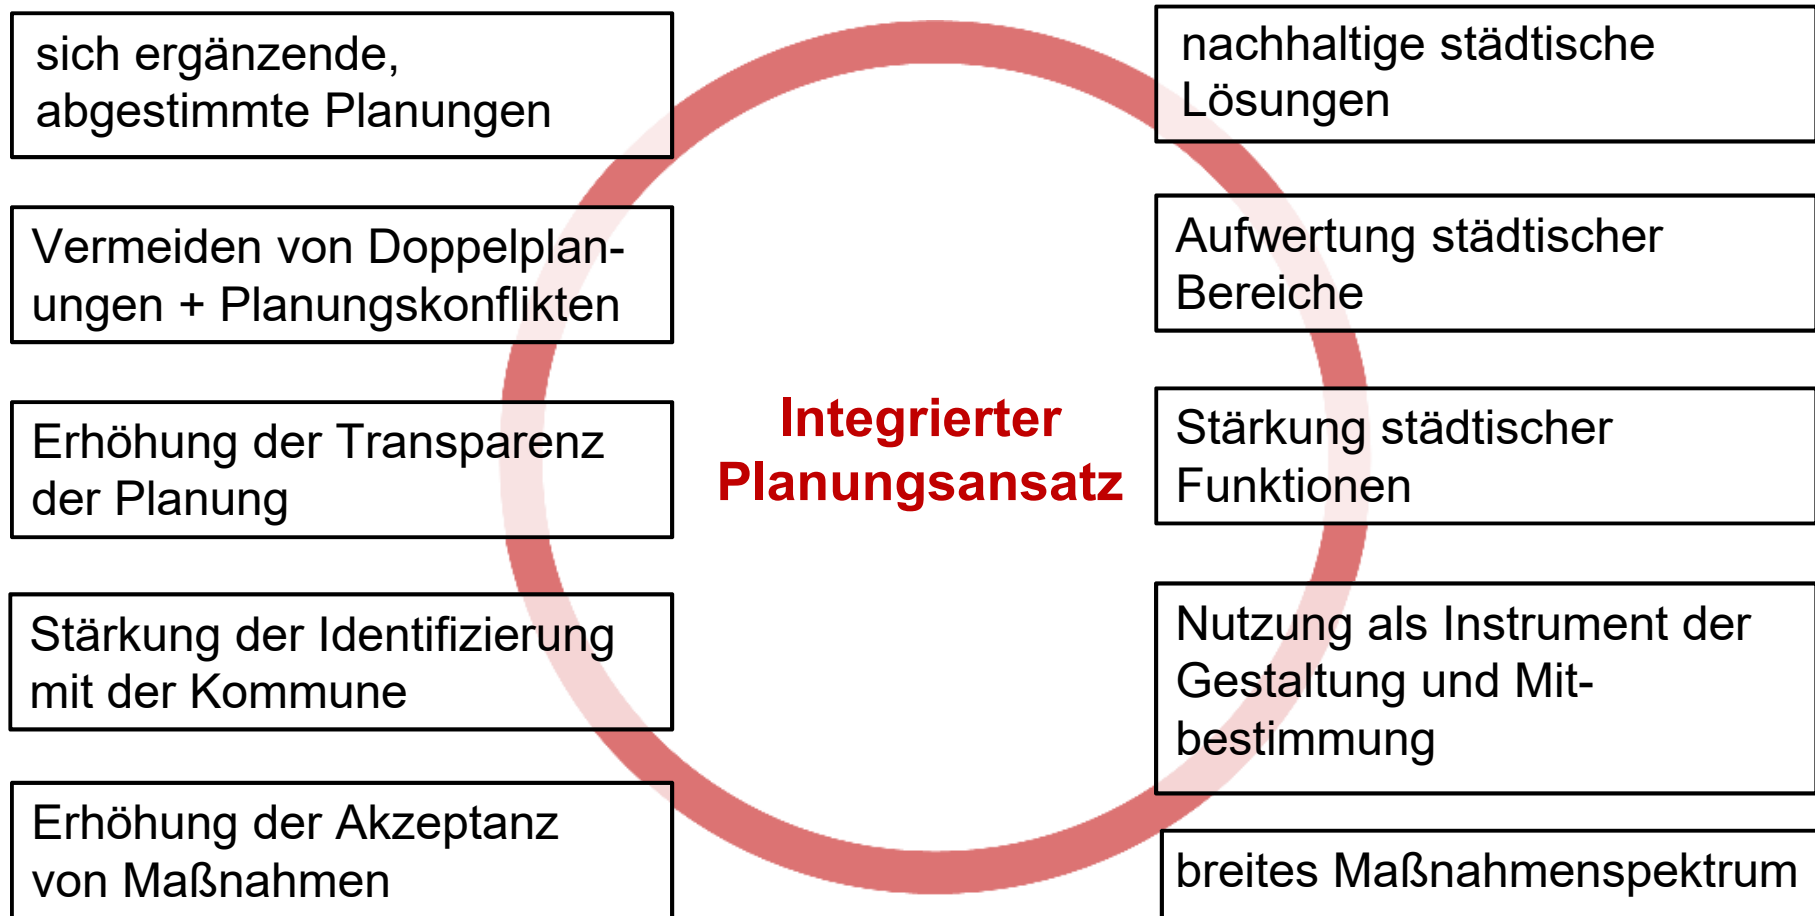 sich ergänzende,
abgestimmte Planungen
Vermeiden von Doppelplan-
ungen + Planungskonflikten
Erhöhung der Transparenz
der Planung
Stärkung der Identifizierung
mit der Kommune
Erhöhung der Akzeptanz
von Maßnahmen
Integrierter
Planungsansatz
nachhaltige städtische
Lösungen
Aufwertung städtischer
Bereiche
Stärkung städtischer
Funktionen
Nutzung als Instrument der
Gestaltung und Mit-
bestimmung
breites Maßnahmenspektrum